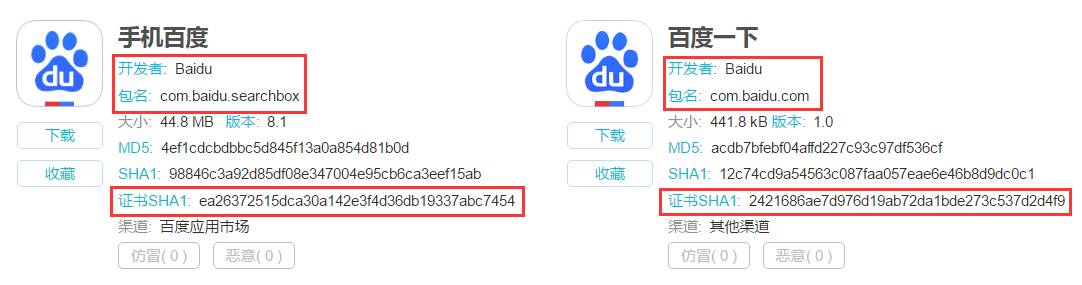 手机百度
开发者: Baidu
包名: com.baidu.searchbox
大小: 44.8 MB 版本: 8.1
MD5: 4ef1cdcbdbbc5d845f13a0a854d81b0d
SHA1: 98846c3a92d85df08e347004e95cb6ca3eef15ab
证书SHA1: ea26372515dca30a142e3f4d36db19337abc7454
渠道: 百度应用市场
仿冒( 0 ) 恶意( 0 )
du
下载
收藏
百度一下
开发者: Baidu
包名: com.baidu.com
大小: 441.8 kB 版本: 1.0
MD5: acdb7bfebf04affd227c93c97df536cf
SHA1: 12c74cd9a54563c087faa057eae6e46b8d9dc0c1
证书SHA1: 2421686ae7d976d19ab72da1bde273c537d2d4f9
渠道: 其他渠道
仿冒( 0 ) 恶意( 0 )
du
下载
收藏